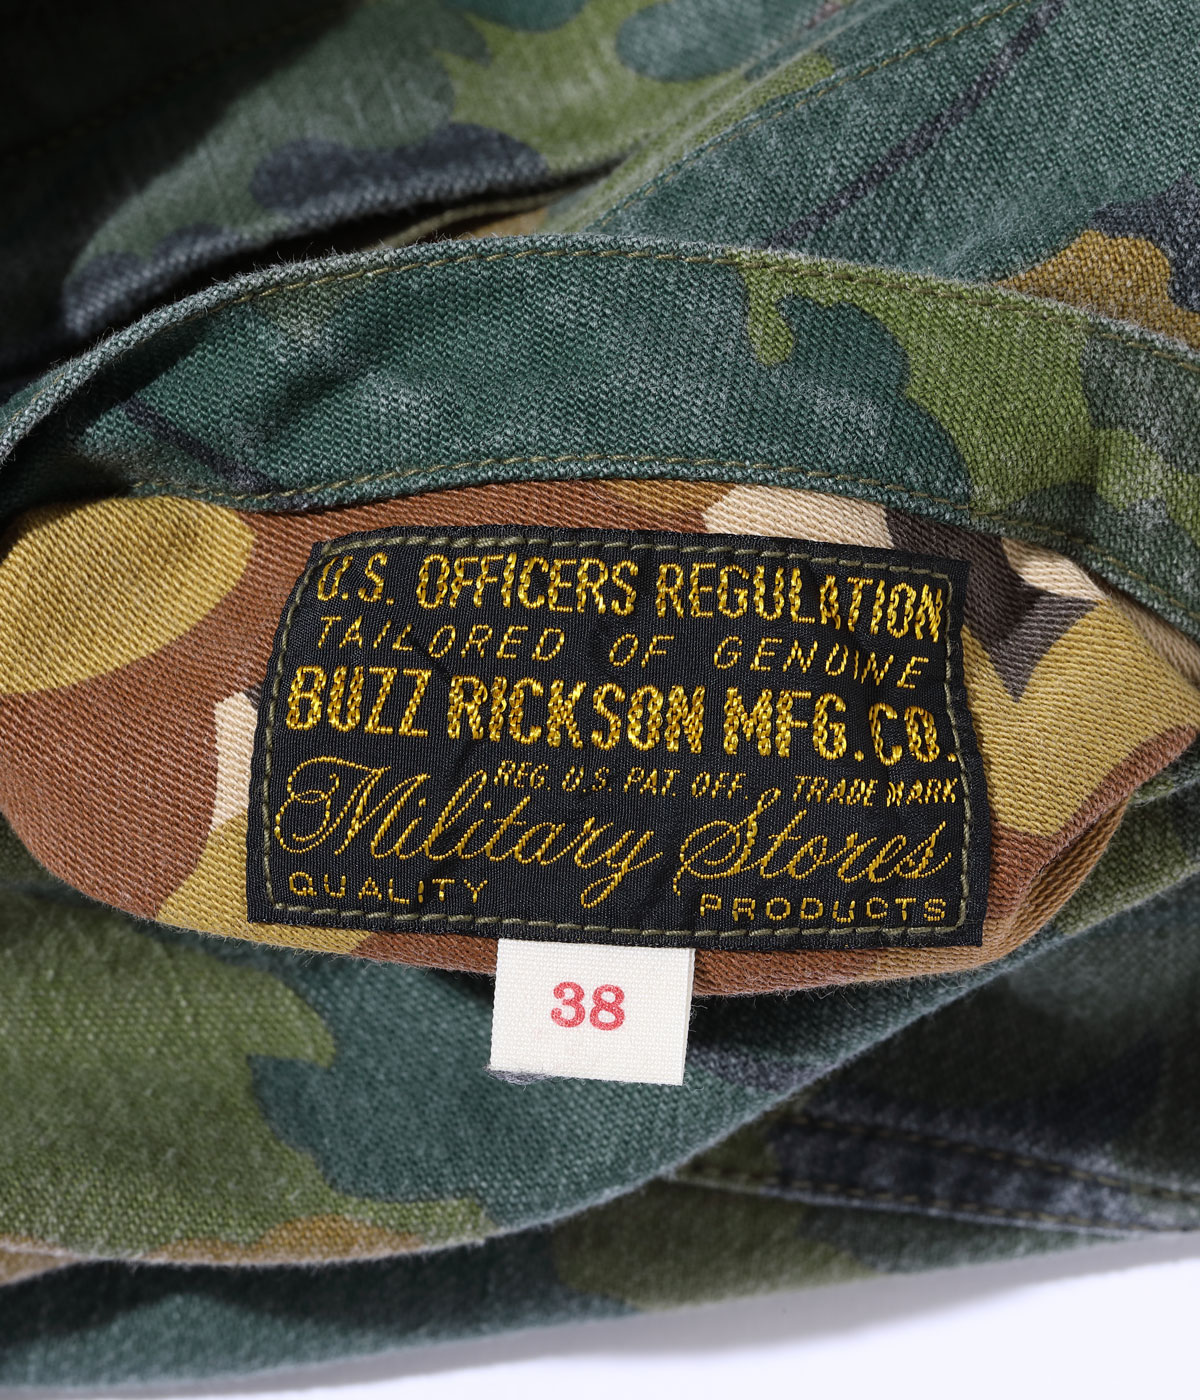 U.S. OFFICERS REGULATION
TAILORED OF GENUINE
BUZZ RICKSON MFG.CO.
REG. U.S. PAT. OFF. TRADE MARK
Military Stores
QUALITY PRODUCTS
38